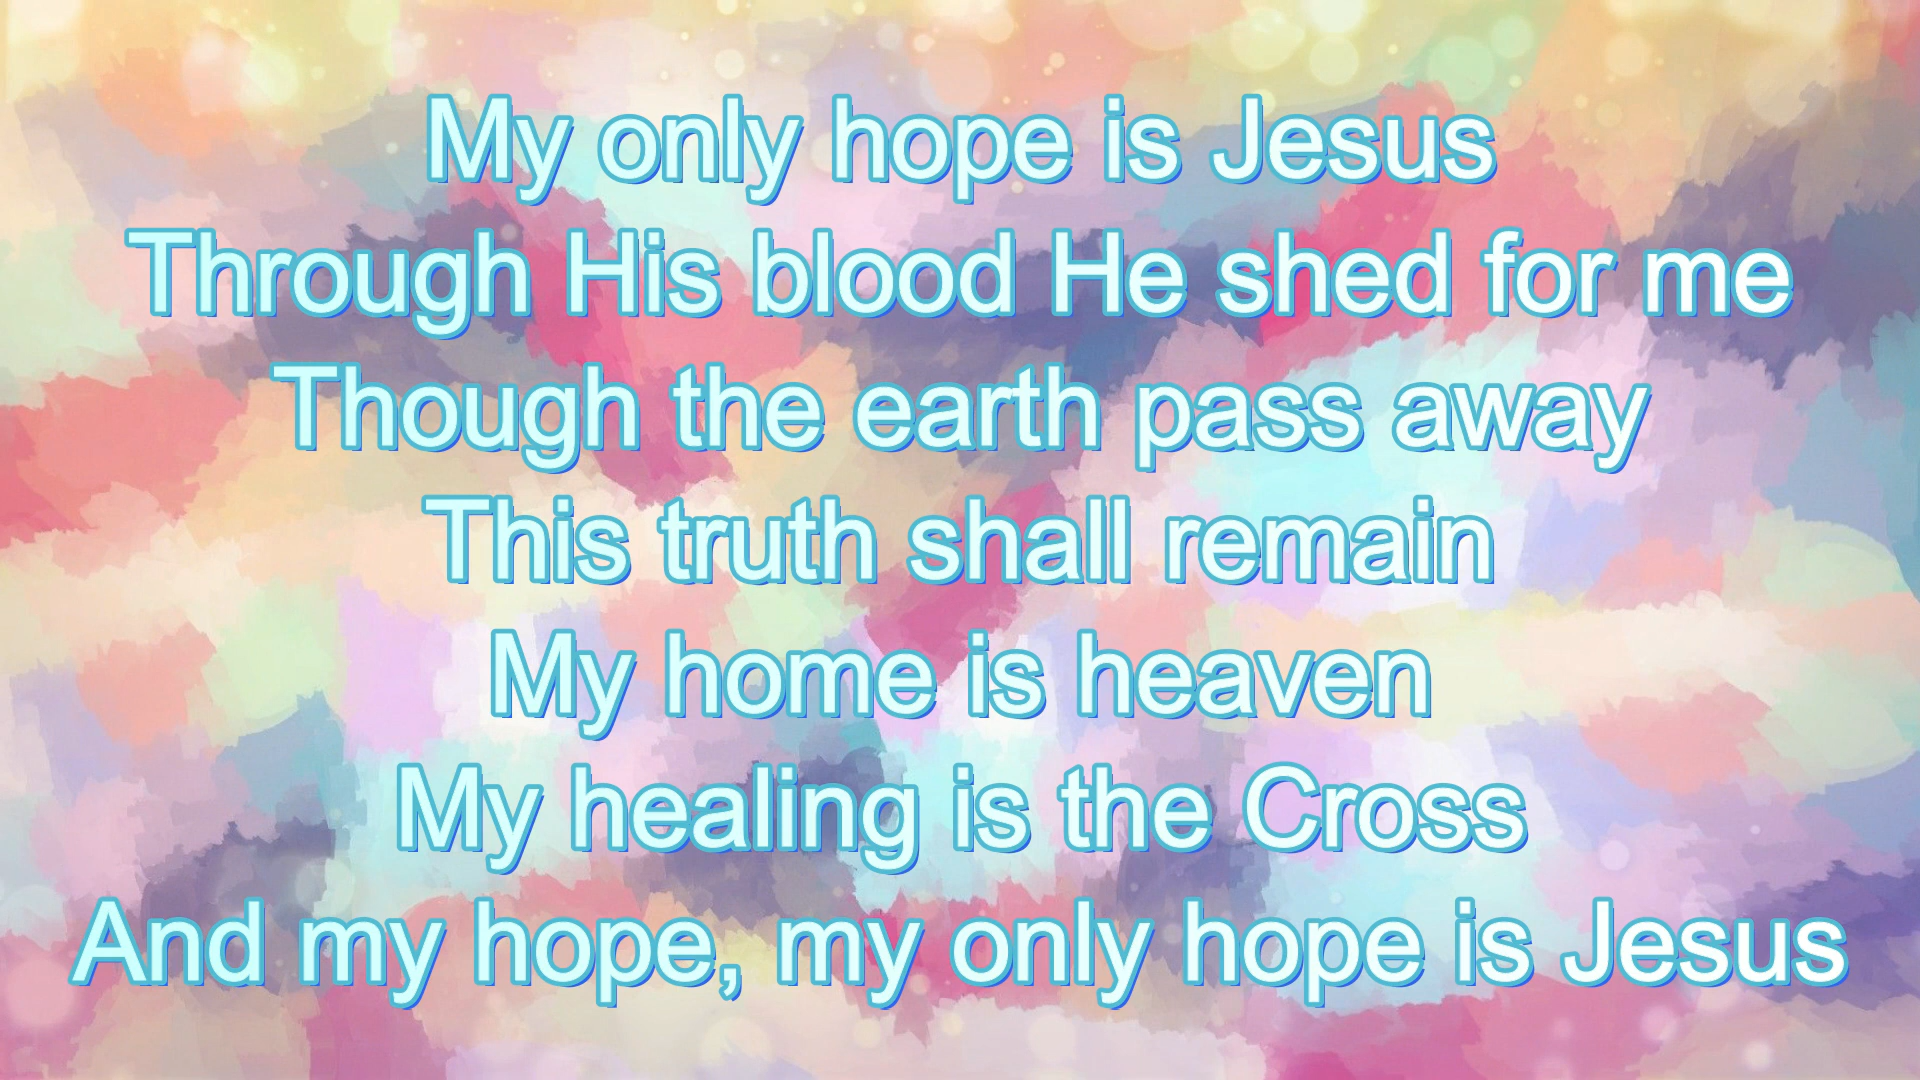 My only hope is Jesus
Through His blood He shed for me
Though the earth pass away
This truth shall remain
My home is heaven
My healing is the Cross
And my hope, my only hope is Jesus